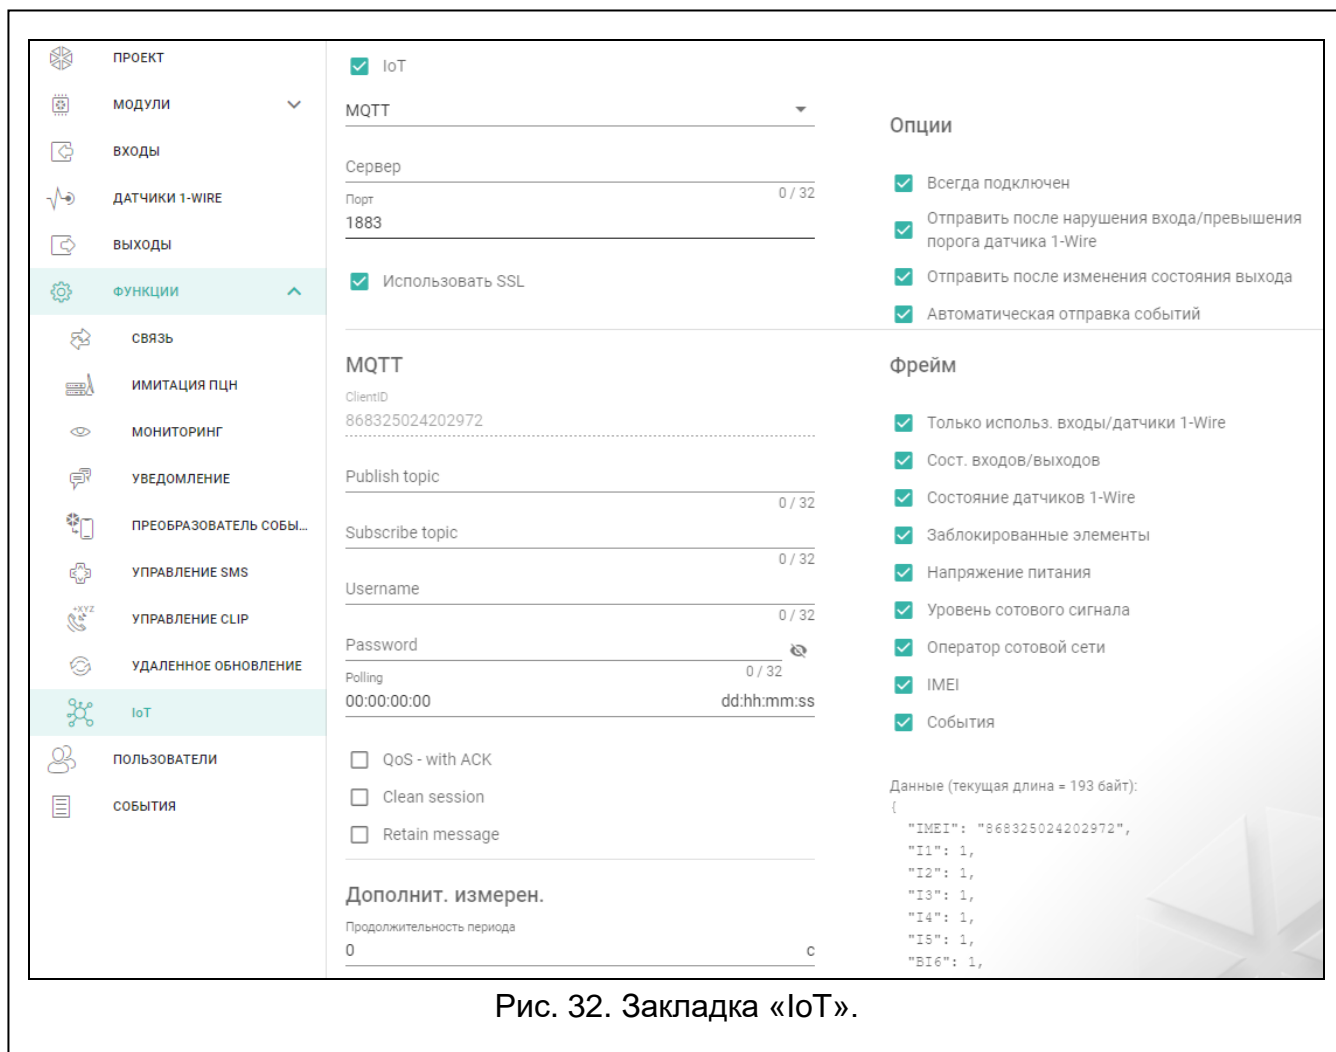 ПРОЕКТ
МОДУЛИ
ВХОДЫ
ДАТЧИКИ 1-WIRE
ВЫХОДЫ
ФУНКЦИИ
СВЯЗЬ
ИМИТАЦИЯ ПЦН
МОНИТОРИНГ
УВЕДОМЛЕНИЕ
ПРЕОБРАЗОВАТЕЛЬ СОБЫ...
УПРАВЛЕНИЕ SMS
+XYZ
УПРАВЛЕНИЕ CLIP
УДАЛЕННОЕ ОБНОВЛЕНИЕ
IoT
ПОЛЬЗОВАТЕЛИ
СОБЫТИЯ
IoT
MQTT
Сервер
0 / 32
Порт
1883
Использовать SSL
MQTT
ClientID
868325024202972
Publish topic
0 / 32
Subscribe topic
0 / 32
Username
0 / 32
Password
0 / 32
Polling
00:00:00:00 dd:hh:mm:ss
QoS - with ACK
Clean session
Retain message
Дополнит. измерен.
Продолжительность периода
0 с
Опции
Всегда подключен
Отправить после нарушения входа/превышения
порога датчика 1-Wire
Отправить после изменения состояния выхода
Автоматическая отправка событий
Фрейм
Только использ. входы/датчики 1-Wire
Сост. входов/выходов
Состояние датчиков 1-Wire
Заблокированные элементы
Напряжение питания
Уровень сотового сигнала
Оператор сотовой сети
IMEI
События
Данные (текущая длина = 193 байт):
{
"IMEI": "868325024202972",
"I1": 1,
"I2": 1,
"I3": 1,
"I4": 1,
"I5": 1,
"BI6": 1,
Рис. 32. Закладка «IoT».